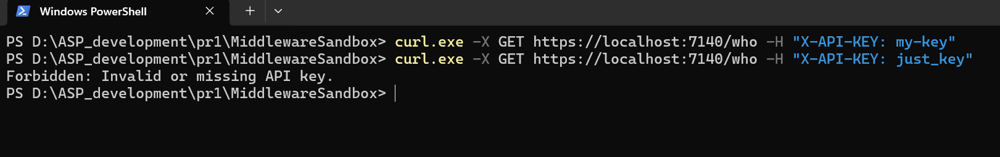 Windows PowerShell
PS D:\ASP_development\pr1\MiddlewareSandbox> curl.exe -X GET https://localhost:7140/who -H "X-API-KEY: my-key"
PS D:\ASP_development\pr1\MiddlewareSandbox> curl.exe -X GET https://localhost:7140/who -H "X-API-KEY: just_key"
Forbidden: Invalid or missing API key.
PS D:\ASP_development\pr1\MiddlewareSandbox>